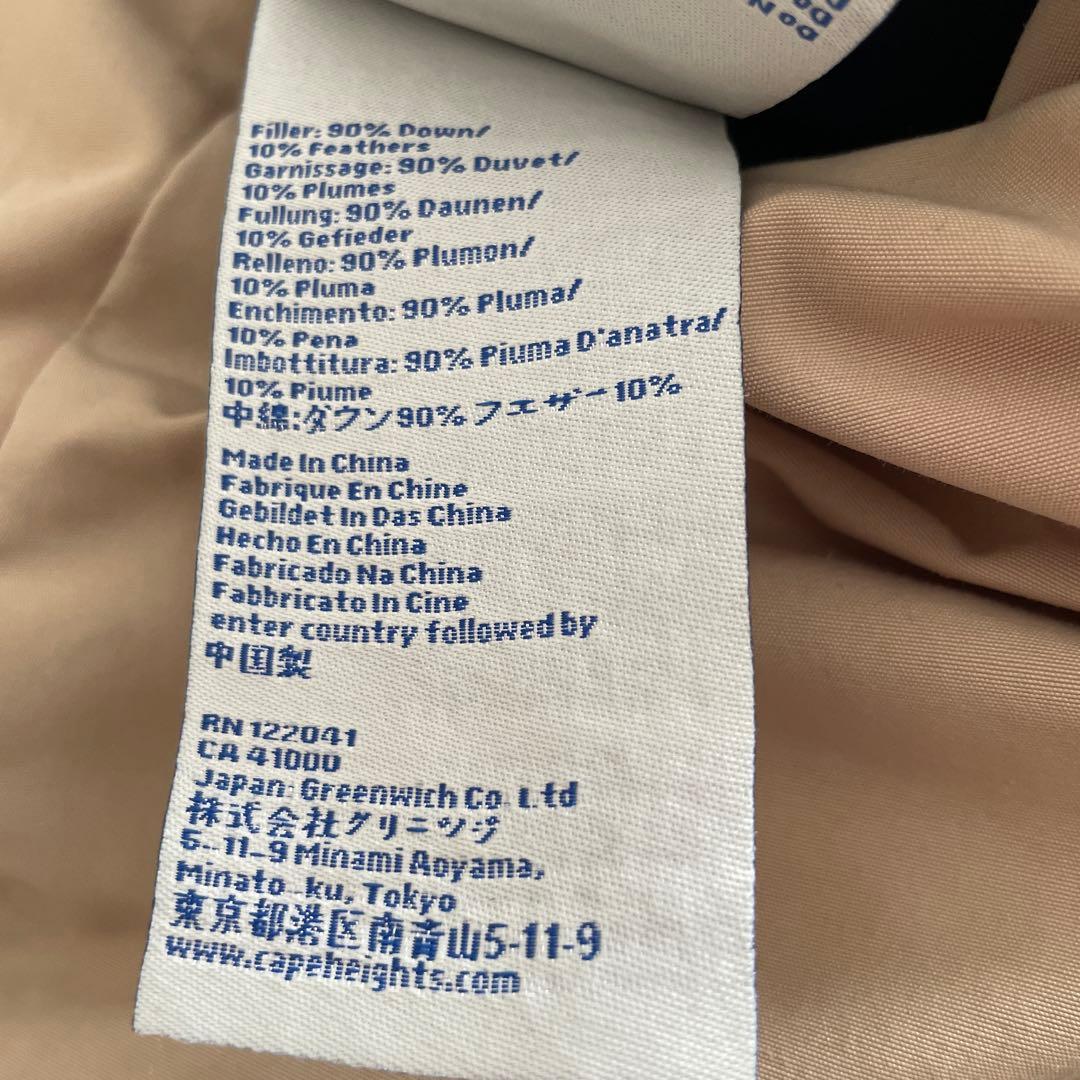 Do N
Do
Do
Filler: 90% Down/
10% Feathers
Garnissage: 90% Duvet/
10% Plumes
Fullung: 90% Daunen/
10% Gefieder
Relleno: 90% Plumon/
10% Pluma
Enchimento: 90% Pluma/
10% Pena
Imbottitura: 90% Piuma D'anatra/
10% Piume
中綿:ダウン90% フェザー10%
Made In China
Fabrique En Chine
Gebildet In Das China
Hecho En China
Fabricado Na China
Fabbricato In Cine
enter country followed by
中国製
RN 122041
CA 41000
Japan: Greenwich Co. Ltd
株式会社グリニッジ
5-11-9 Minami Aoyama,
Minato-ku, Tokyo
東京都港区南青山5-11-9
www.capeheights.com